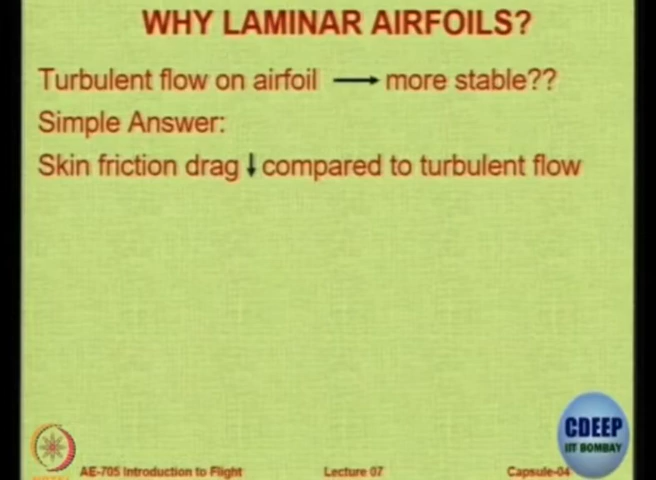 WHY LAMINAR AIRFOILS?
Turbulent flow on airfoil → more stable??
Simple Answer:
Skin friction drag ↓ compared to turbulent flow
CDEEP
IIT BOMBAY
AE-705 Introduction to Flight Lecture 07 Capsule-04